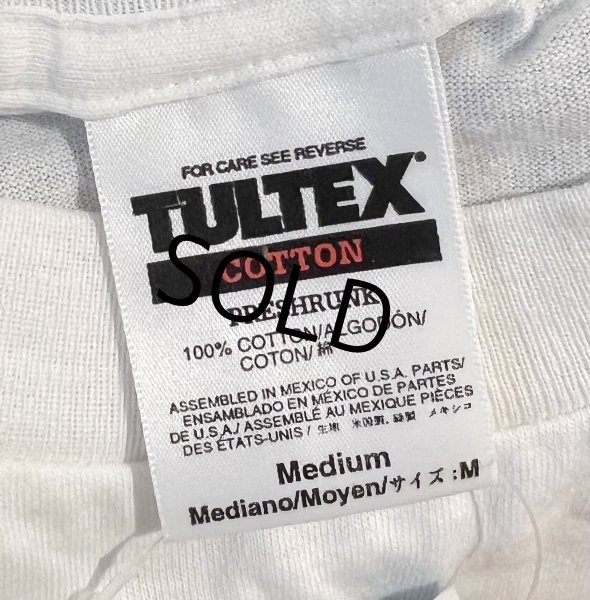 FOR CARE SEE REVERSE
TULTEX®
COTTON
PRESHRUNK
100% COTTON/ALGODÓN/
COTON/綿
ASSEMBLED IN MEXICO OF U.S.A. PARTS/
ENSAMBLADO EN MÉXICO DE PARTES
DE U.S.A./ ASSEMBLÉ AU MEXIQUE PIÈCES
DES ÉTATS-UNIS / 生地 米国製, 縫製 メキシコ
Medium
Mediano/Moyen/サイズ:M
SOLD